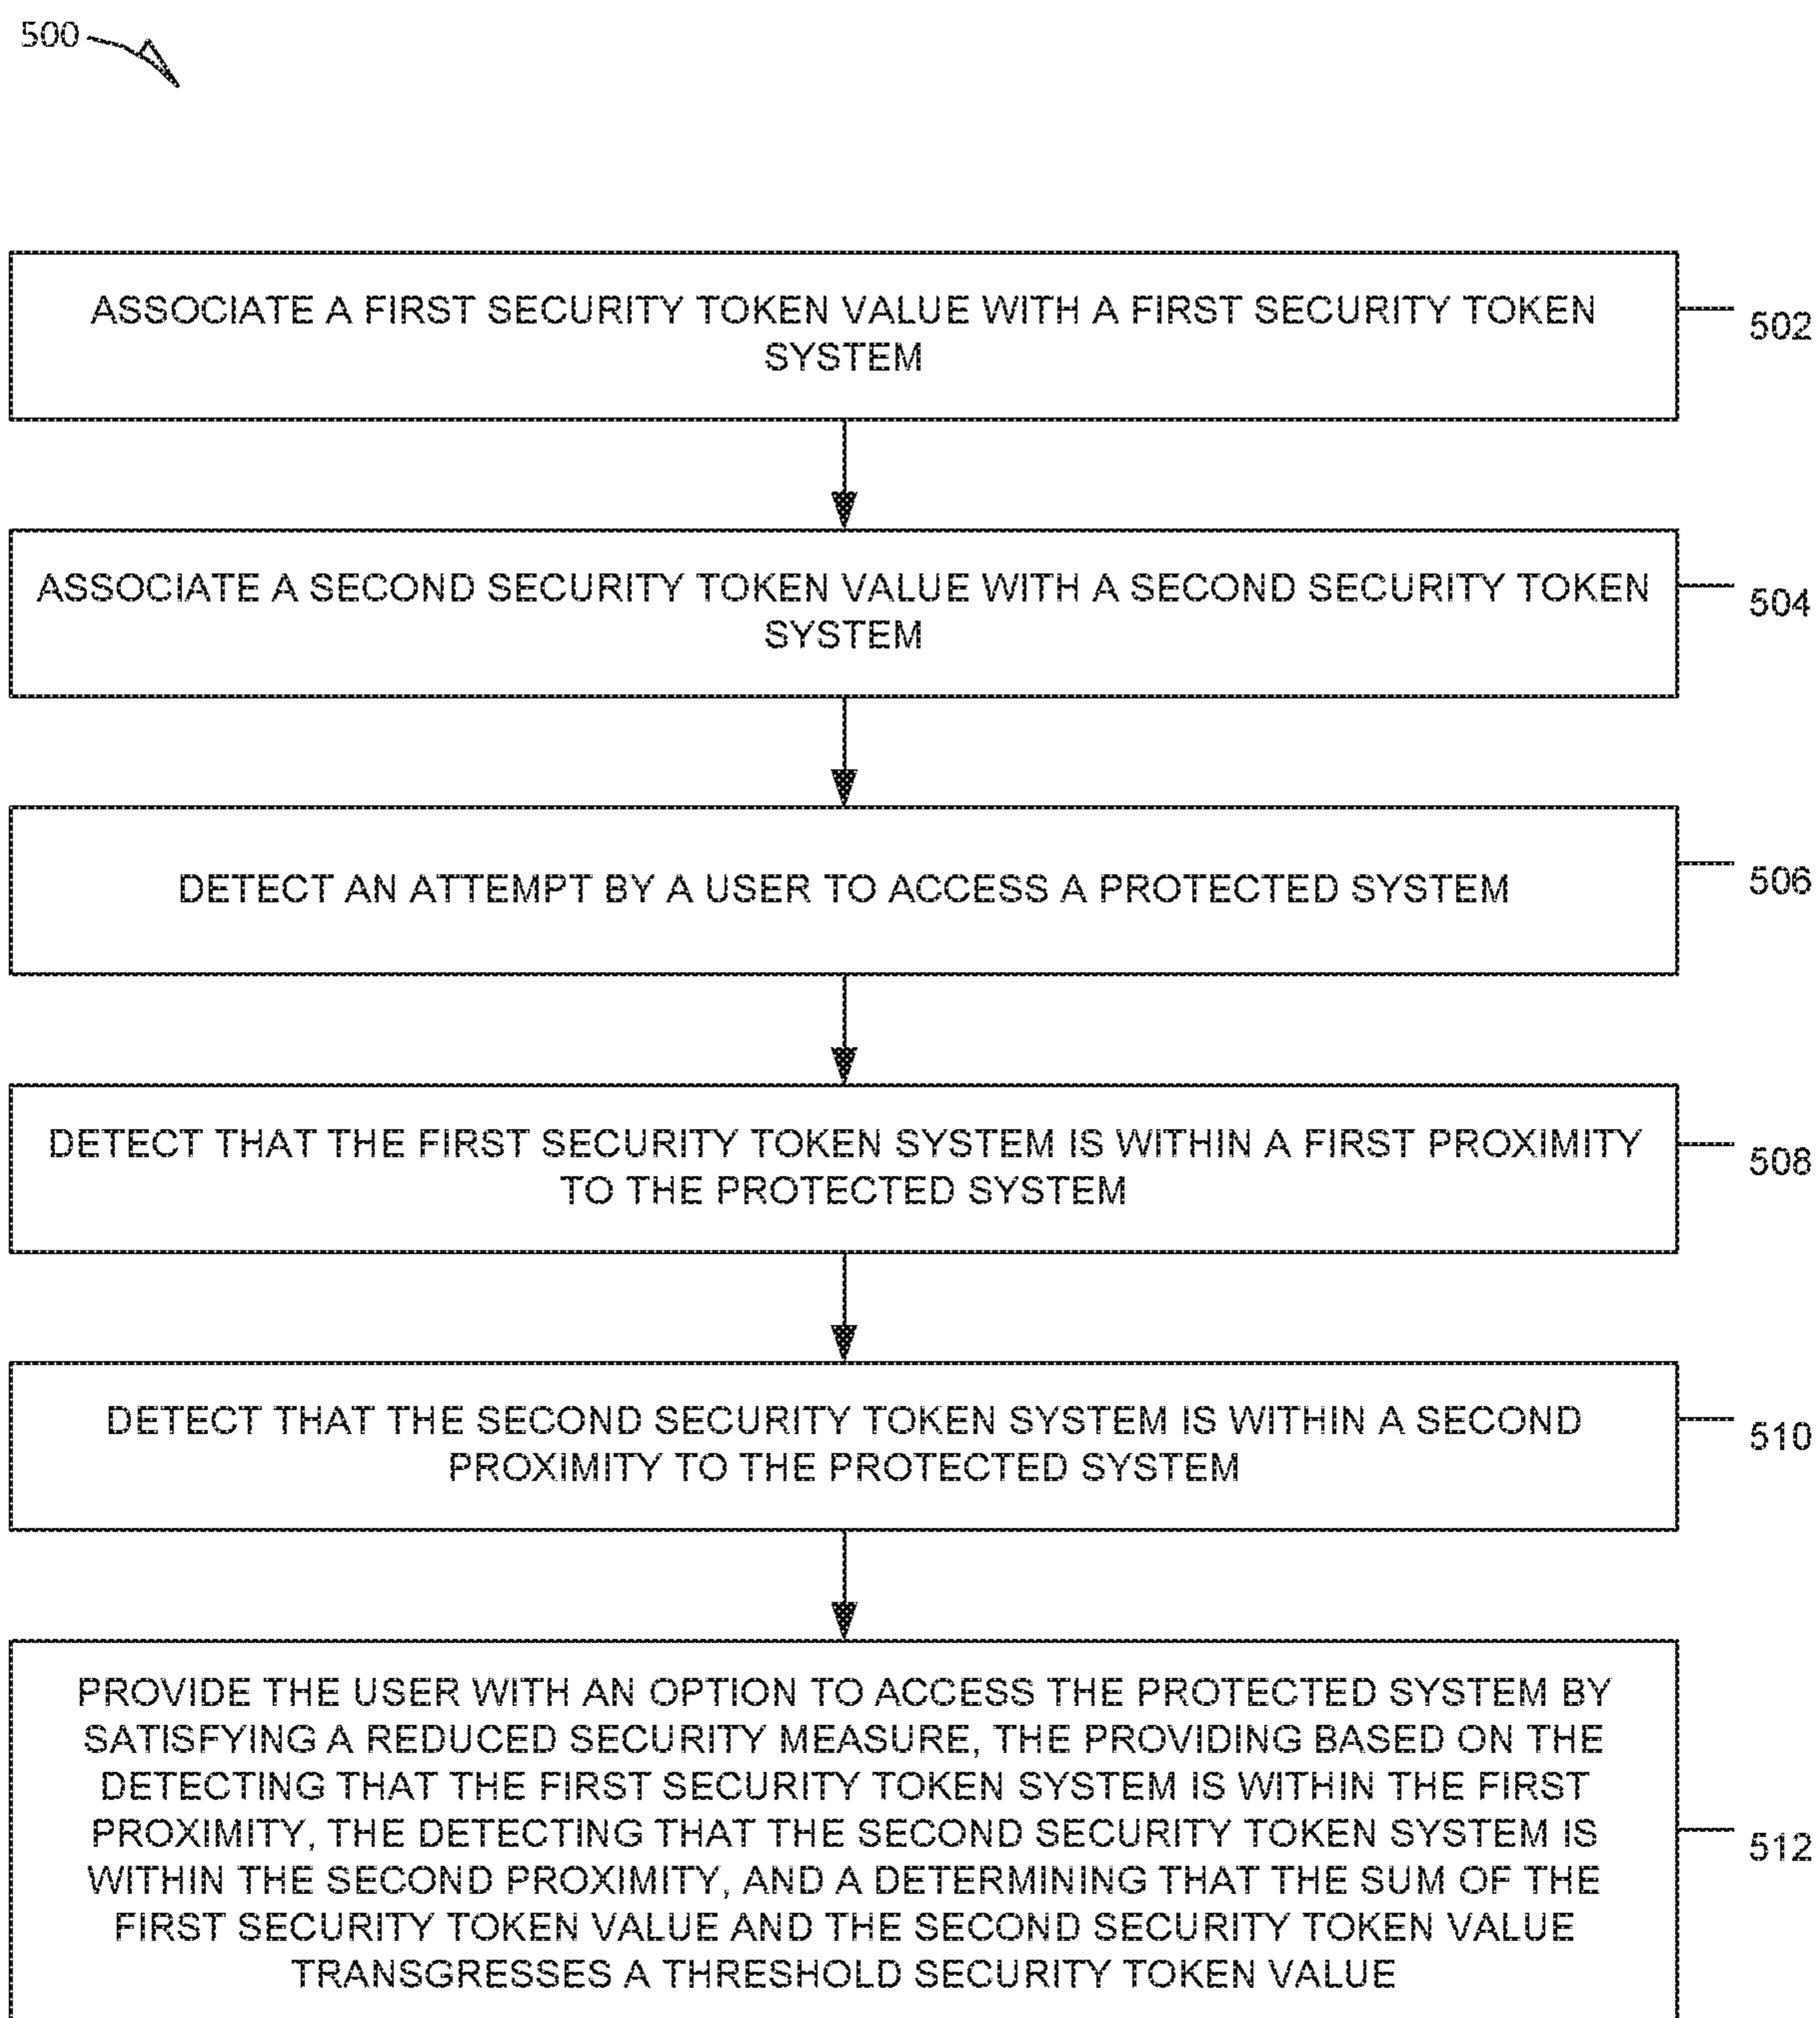 500
ASSOCIATE A FIRST SECURITY TOKEN VALUE WITH A FIRST SECURITY TOKEN
SYSTEM
502
ASSOCIATE A SECOND SECURITY TOKEN VALUE WITH A SECOND SECURITY TOKEN
SYSTEM
504
DETECT AN ATTEMPT BY A USER TO ACCESS A PROTECTED SYSTEM
506
DETECT THAT THE FIRST SECURITY TOKEN SYSTEM IS WITHIN A FIRST PROXIMITY
TO THE PROTECTED SYSTEM
508
DETECT THAT THE SECOND SECURITY TOKEN SYSTEM IS WITHIN A SECOND
PROXIMITY TO THE PROTECTED SYSTEM
510
PROVIDE THE USER WITH AN OPTION TO ACCESS THE PROTECTED SYSTEM BY
SATISFYING A REDUCED SECURITY MEASURE, THE PROVIDING BASED ON THE
DETECTING THAT THE FIRST SECURITY TOKEN SYSTEM IS WITHIN THE FIRST
PROXIMITY, THE DETECTING THAT THE SECOND SECURITY TOKEN SYSTEM IS
WITHIN THE SECOND PROXIMITY, AND A DETERMINING THAT THE SUM OF THE
FIRST SECURITY TOKEN VALUE AND THE SECOND SECURITY TOKEN VALUE
TRANSGRESSES A THRESHOLD SECURITY TOKEN VALUE
512